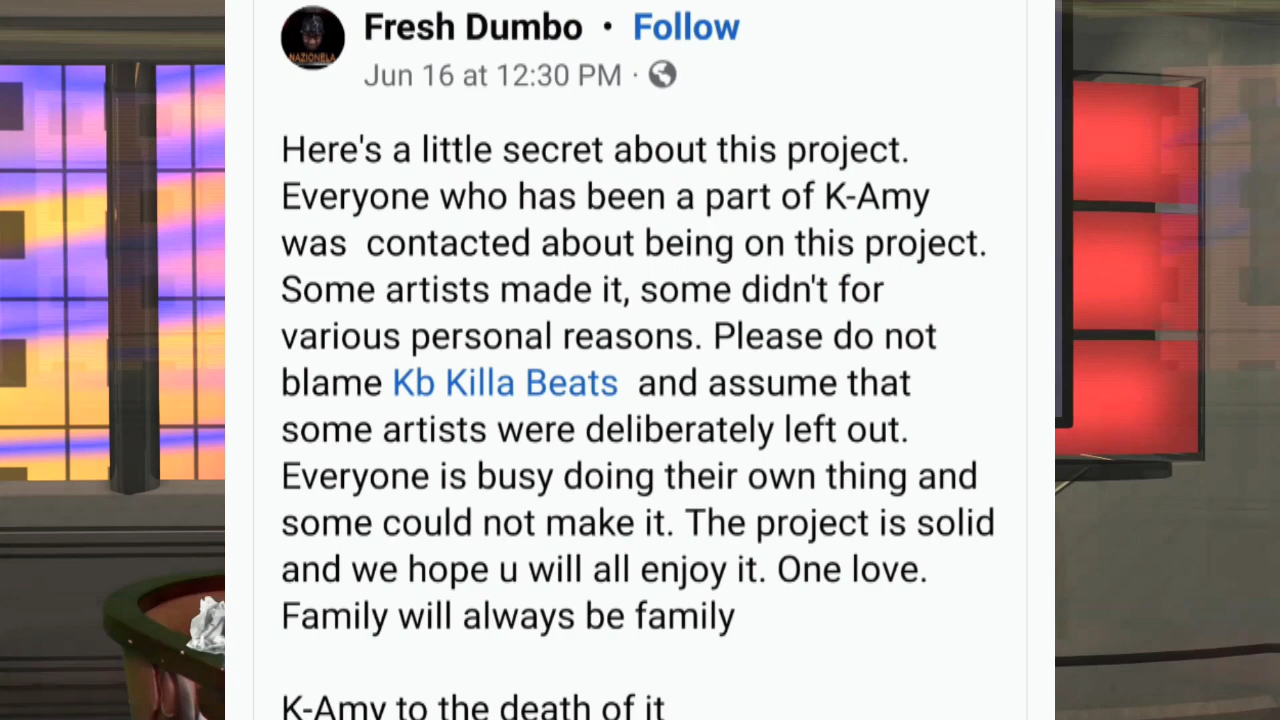 Fresh Dumbo • Follow
Jun 16 at 12:30 PM ·
NAZIONELA
Here's a little secret about this project.
Everyone who has been a part of K-Amy
was contacted about being on this project.
Some artists made it, some didn't for
various personal reasons. Please do not
blame Kb Killa Beats and assume that
some artists were deliberately left out.
Everyone is busy doing their own thing and
some could not make it. The project is solid
and we hope u will all enjoy it. One love.
Family will always be family
K-Amy to the death of it